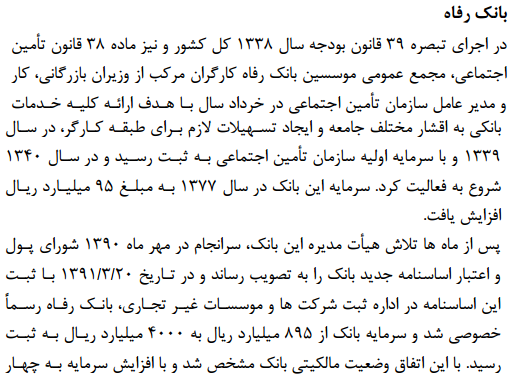 بانک رفاه
در اجرای تبصره ۳۹ قانون بودجه سال ۱۳۳۸ کل کشور و نیز ماده ۳۸ قانون تأمین
اجتماعی، مجمع عمومی موسسین بانک رفاه کارگران مرکب از وزیران بازرگانی، کار
و مدیر عامل سازمان تأمین اجتماعی در خرداد سال با هدف ارائه کلیه خدمات
بانکی به اقشار مختلف جامعه و ایجاد تسهیلات لازم برای طبقه کارگر، در سال
۱۳۳۹ و با سرمایه اولیه سازمان تأمین اجتماعی به ثبت رسید و در سال ۱۳۴۰
شروع به فعالیت کرد. سرمایه این بانک در سال ۱۳۷۷ به مبلغ ۹۵ میلیارد ریال
افزایش یافت.
پس از ماه ها تلاش هیأت مدیره این بانک، سرانجام در مهر ماه ۱۳۹۰ شورای پول
و اعتبار اساسنامه جدید بانک را به تصویب رساند و در تاریخ ۱۳۹۱/۳/۲۰ با ثبت
این اساسنامه در اداره ثبت شرکت ها و موسسات غیر تجاری، بانک رفاه رسماً
خصوصی شد و سرمایه بانک از ۸۹۵ میلیارد ریال به ۴۰۰۰ میلیارد ریال به ثبت
رسید. با این اتفاق وضعیت مالکیتی بانک مشخص شد و با افزایش سرمایه به چهار